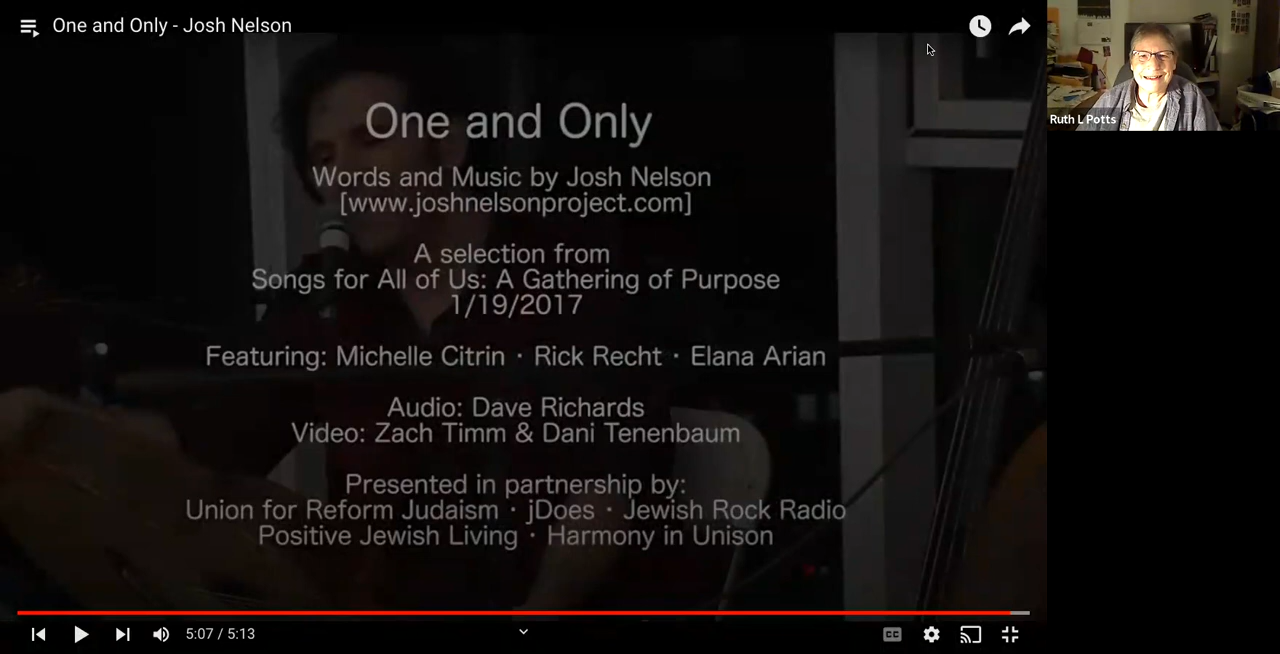 One and Only - Josh Nelson
Ruth L Potts
One and Only
Words and Music by Josh Nelson
[www.joshnelsonproject.com]
A selection from
Songs for All of Us: A Gathering of Purpose
1/19/2017
Featuring: Michelle Citrin · Rick Recht · Elana Arian
Audio: Dave Richards
Video: Zach Timm & Dani Tenenbaum
Presented in partnership by:
Union for Reform Judaism · jDoes · Jewish Rock Radio
Positive Jewish Living · Harmony in Unison
5:07 / 5:13
CC